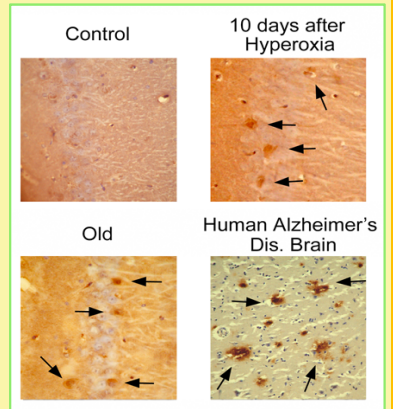 Control
10 days after
Hyperoxia
Old
Human Alzheimer's
Dis. Brain